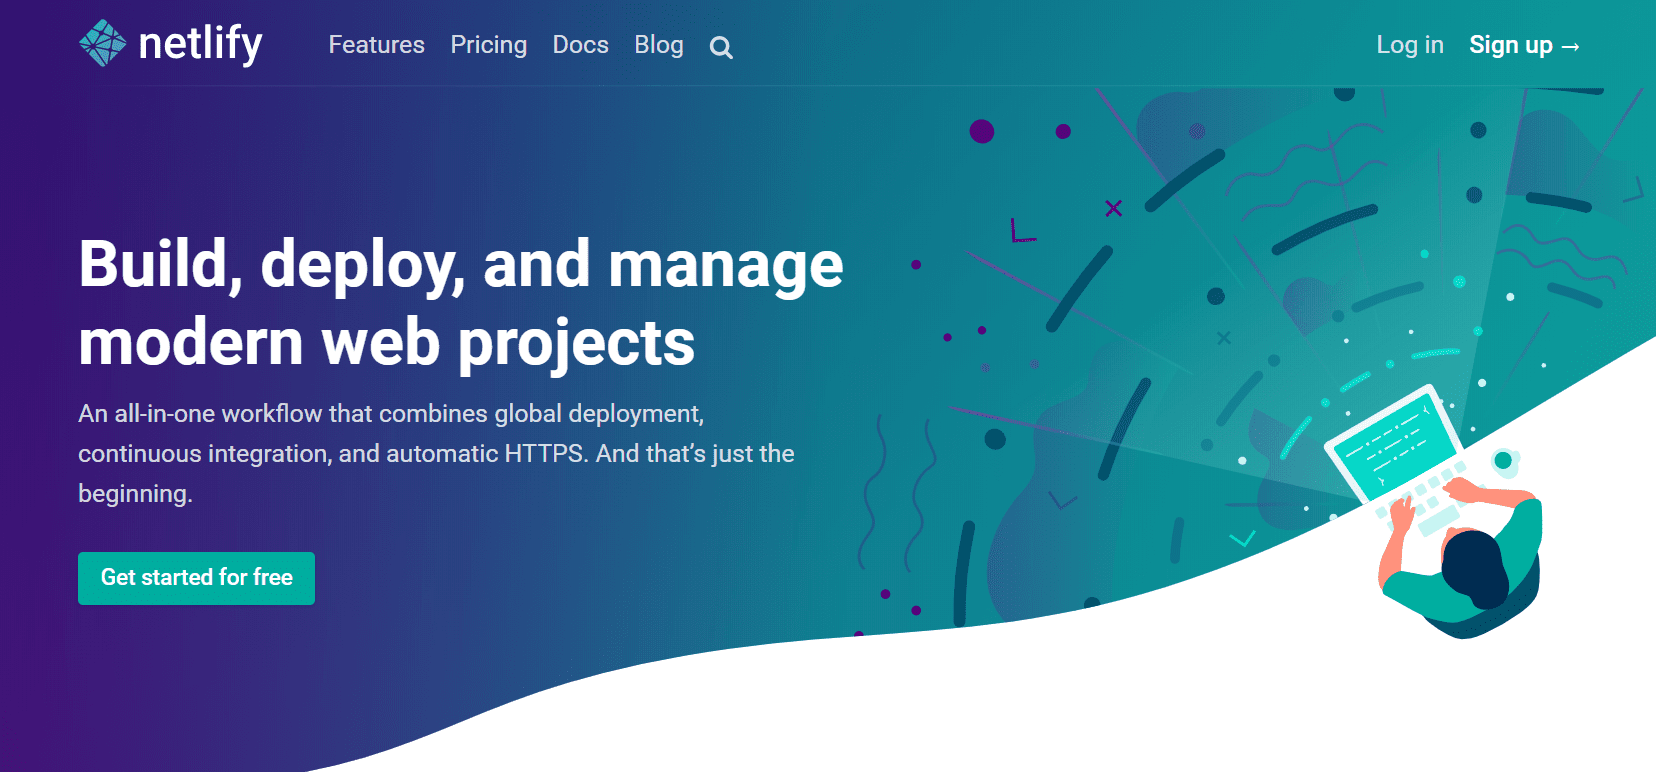 netlify
Features Pricing Docs Blog
Log in Sign up →
Build, deploy, and manage
modern web projects
An all-in-one workflow that combines global deployment,
continuous integration, and automatic HTTPS. And that’s just the
beginning.
Get started for free